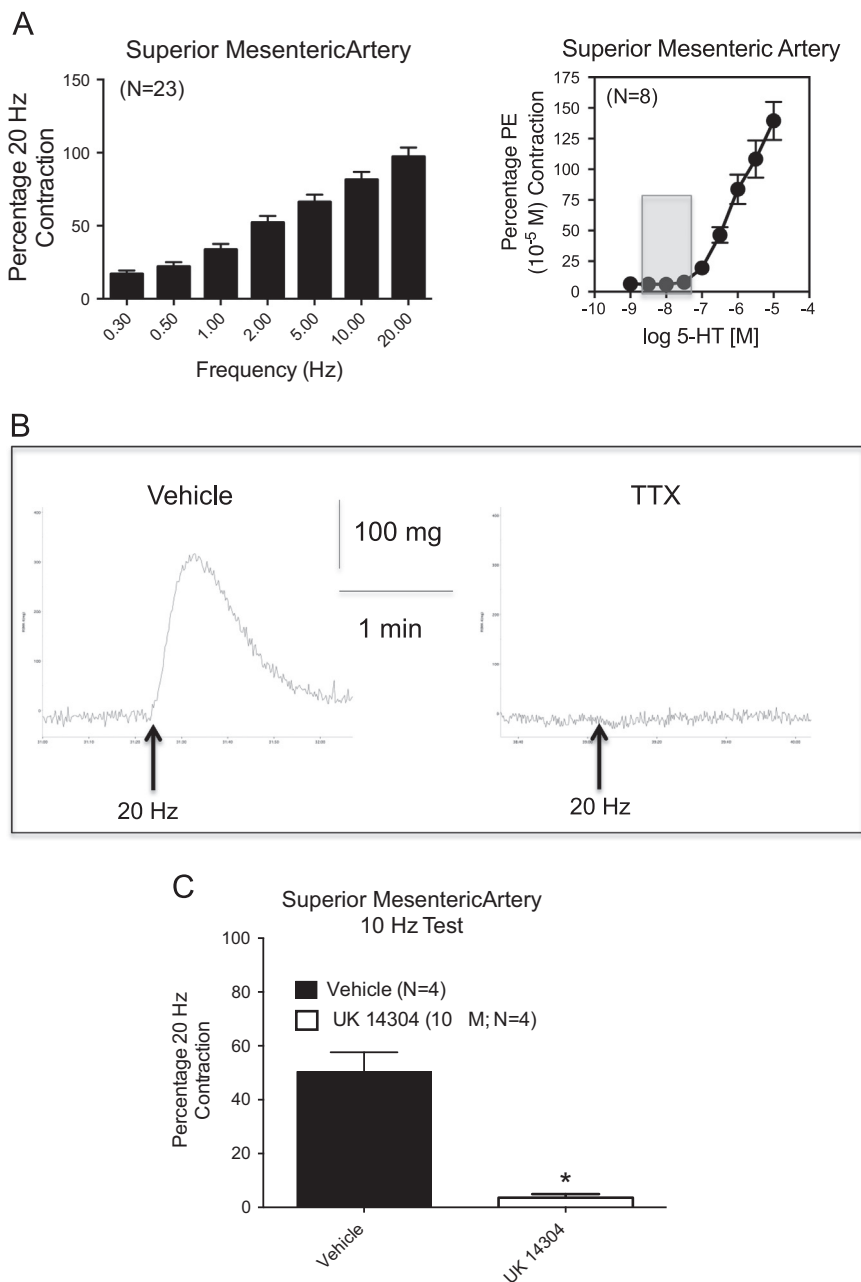 A
Superior MesentericArtery
(N=23)
Percentage 20 Hz
Contraction
150
100
50
0
0.30
0.50
1.00
2.00
5.00
10.00
20.00
Frequency (Hz)
Superior Mesenteric Artery
(N=8)
Percentage PE
(10-5 M) Contraction
175
150
125
100
75
50
25
0
-10
-9
-8
-7
-6
-5
-4
log 5-HT [M]
B
Vehicle
100 mg
1 min
20 Hz
TTX
20 Hz
C
Superior MesentericArtery
10 Hz Test
Percentage 20 Hz
Contraction
100
80
60
40
20
0
Vehicle (N=4)
UK 14304 (10 M; N=4)
*
Vehicle
UK 14304